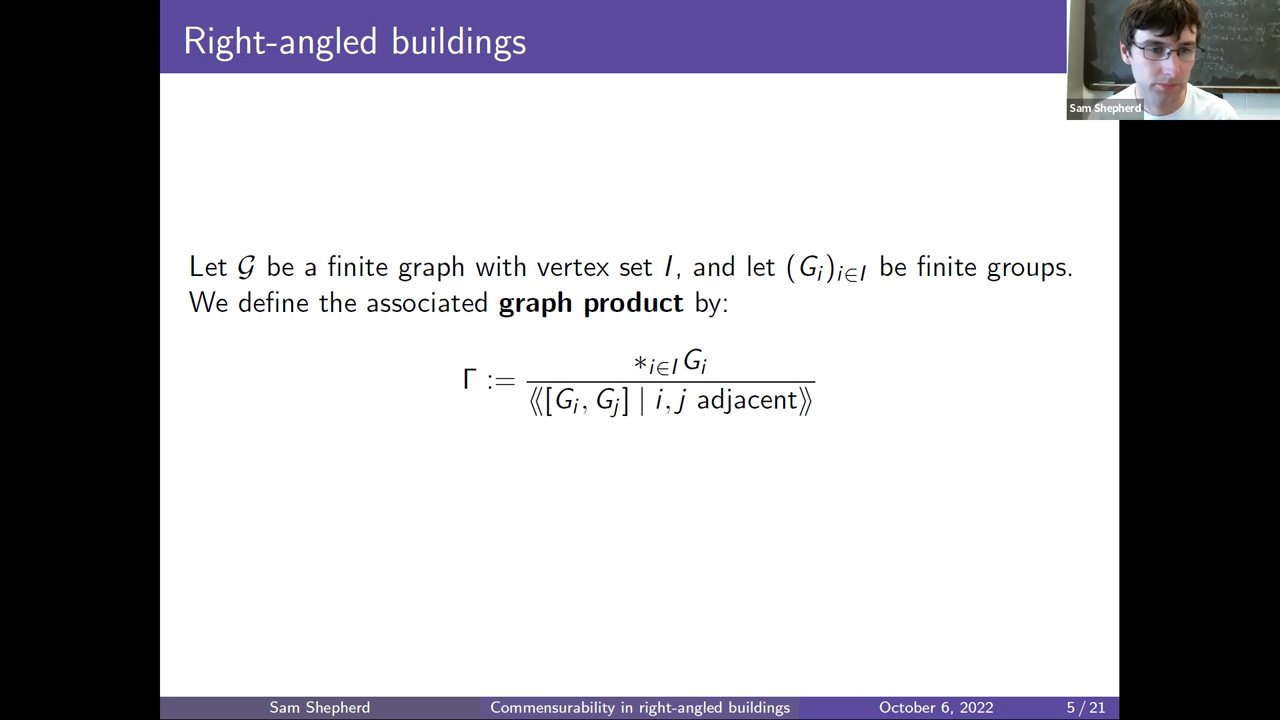 Right-angled buildings
Sam Shepherd
Let 𝒢 be a finite graph with vertex set I, and let (G_i)_{i∈I} be finite groups.
We define the associated graph product by:
Γ := *_{i∈I} G_i / ⟪[G_i, G_j] | i, j adjacent⟫
Sam Shepherd
Commensurability in right-angled buildings
October 6, 2022
5 / 21